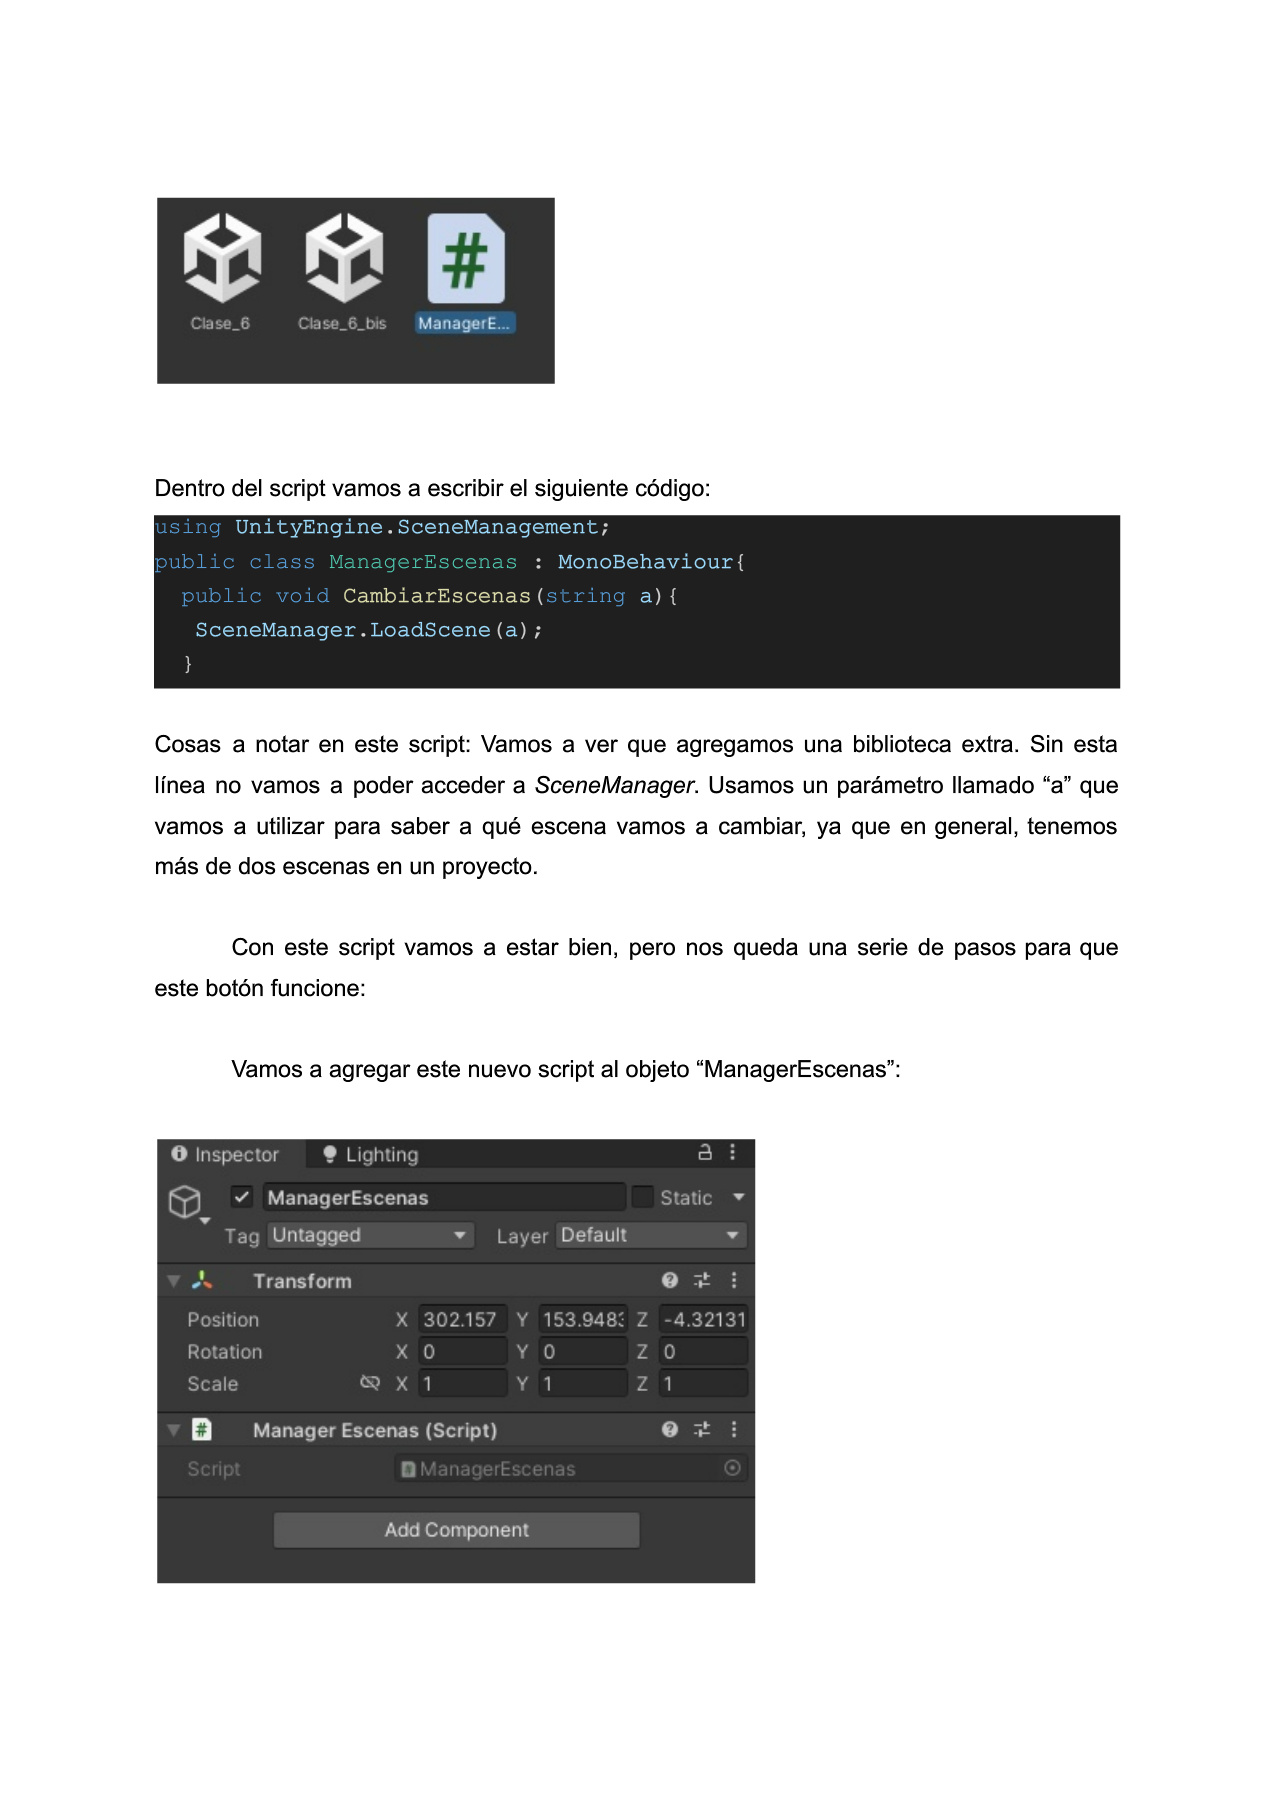 Clase_6 Clase_6_bis ManagerE...
Dentro del script vamos a escribir el siguiente código:
using UnityEngine.SceneManagement;
public class ManagerEscenas : MonoBehaviour{
public void CambiarEscenas(string a){
SceneManager.LoadScene(a);
}
Cosas a notar en este script: Vamos a ver que agregamos una biblioteca extra. Sin esta
línea no vamos a poder acceder a SceneManager. Usamos un parámetro llamado “a” que
vamos a utilizar para saber a qué escena vamos a cambiar, ya que en general, tenemos
más de dos escenas en un proyecto.
Con este script vamos a estar bien, pero nos queda una serie de pasos para que
este botón funcione:
Vamos a agregar este nuevo script al objeto “ManagerEscenas”:
Inspector Lighting
ManagerEscenas Static
Tag Untagged Layer Default
Transform
Position X 302.157 Y 153.9483 Z -4.32131
Rotation X 0 Y 0 Z 0
Scale X 1 Y 1 Z 1
# Manager Escenas (Script)
Script ManagerEscenas
Add Component